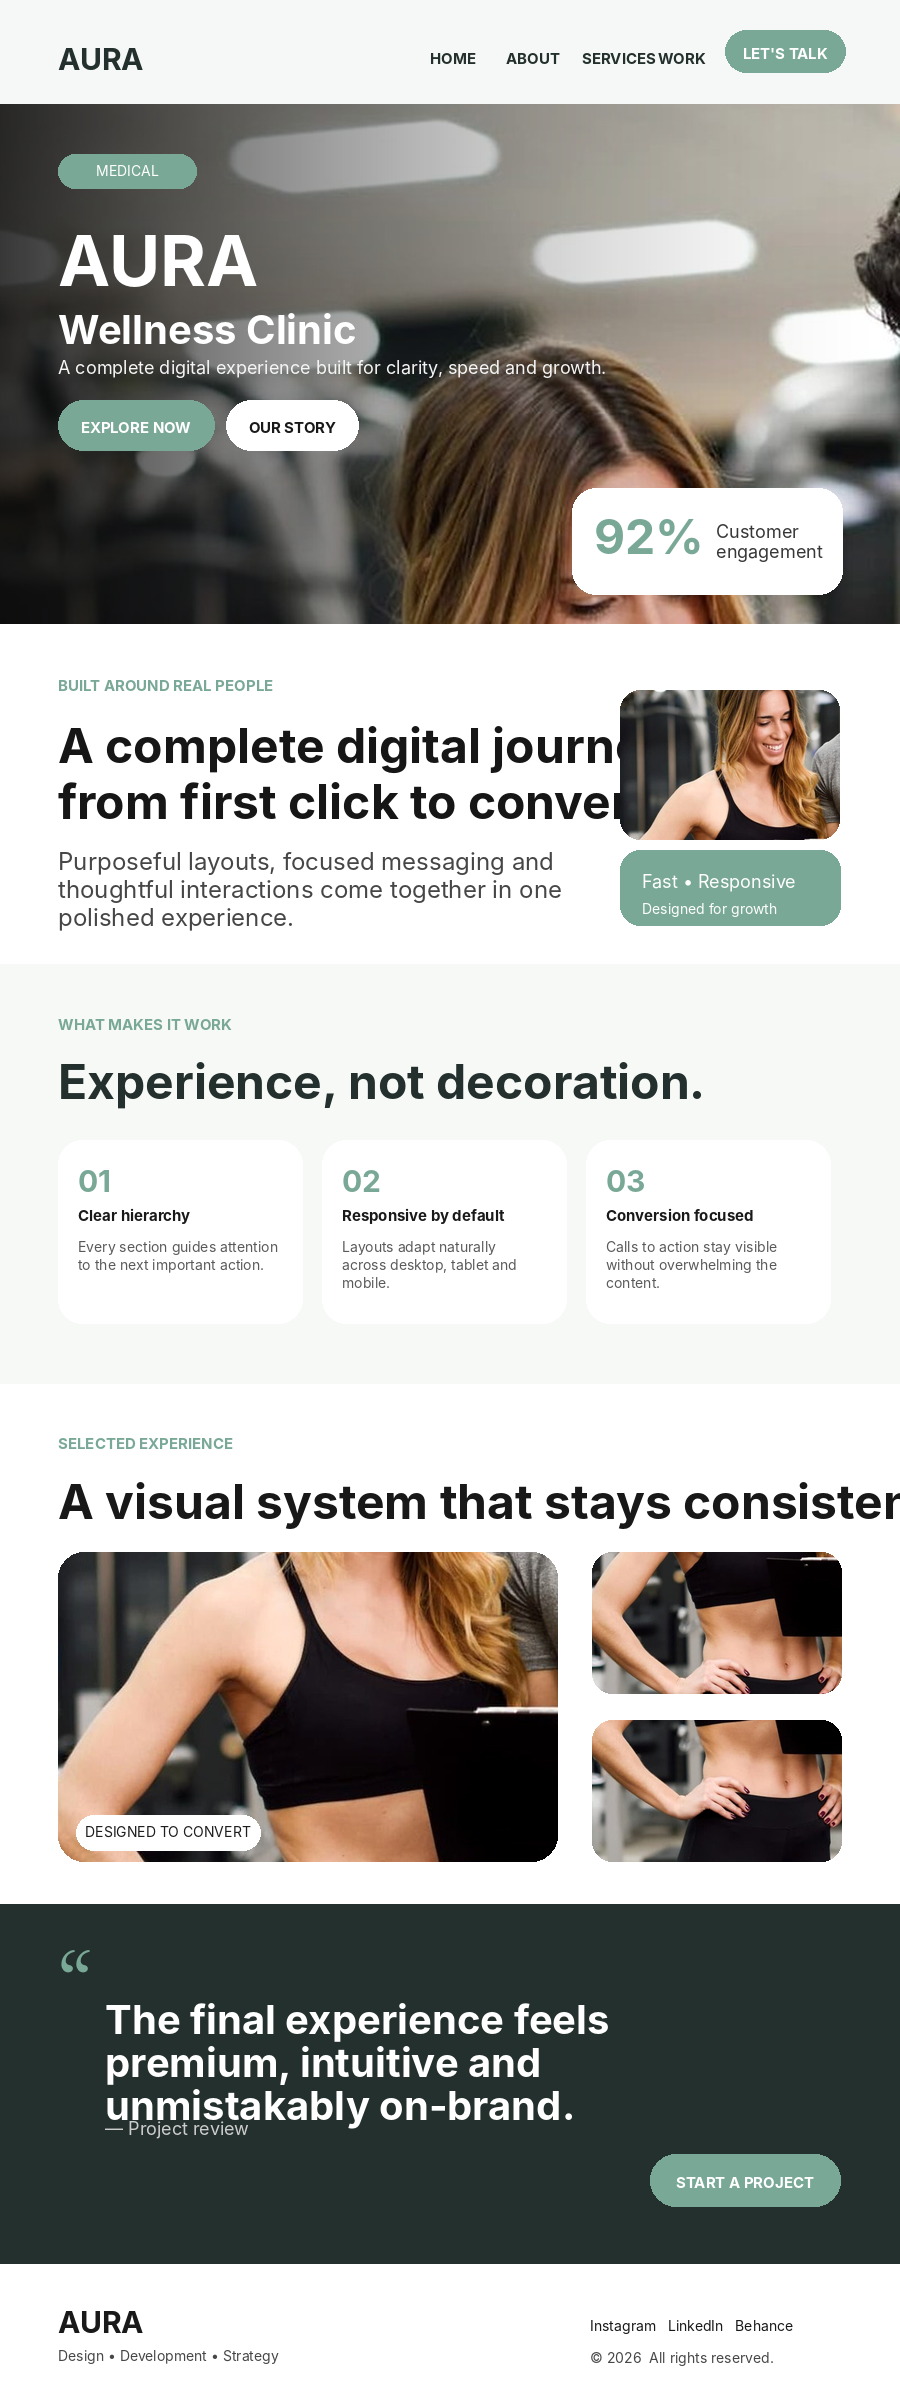 AURA
HOME ABOUT SERVICES WORK LET'S TALK
MEDICAL
AURA
Wellness Clinic
A complete digital experience built for clarity, speed and growth.
EXPLORE NOW OUR STORY
92% Customer
engagement
BUILT AROUND REAL PEOPLE
A complete digital journe
from first click to conver
Purposeful layouts, focused messaging and
thoughtful interactions come together in one
polished experience.
Fast • Responsive
Designed for growth
WHAT MAKES IT WORK
Experience, not decoration.
01
Clear hierarchy
Every section guides attention
to the next important action.
02
Responsive by default
Layouts adapt naturally
across desktop, tablet and
mobile.
03
Conversion focused
Calls to action stay visible
without overwhelming the
content.
SELECTED EXPERIENCE
A visual system that stays consisten
DESIGNED TO CONVERT
“
The final experience feels
premium, intuitive and
unmistakably on-brand.
— Project review
START A PROJECT
AURA
Design • Development • Strategy
Instagram LinkedIn Behance
© 2026 All rights reserved.